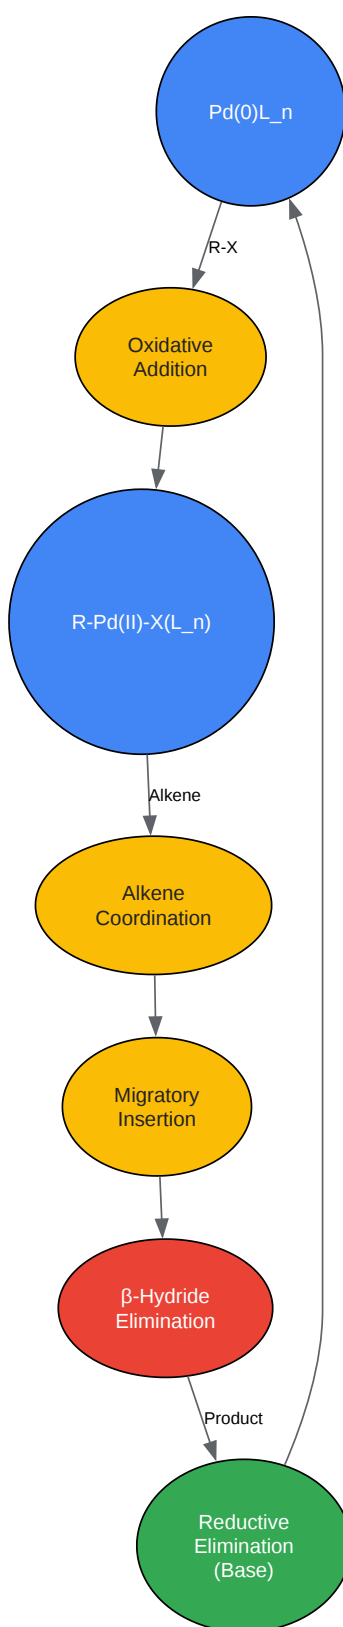 Pd(0)L_n
R-X
Oxidative
Addition
R-Pd(II)-X(L_n)
Alkene
Alkene
Coordination
Migratory
Insertion
β-Hydride
Elimination
Product
Reductive
Elimination
(Base)